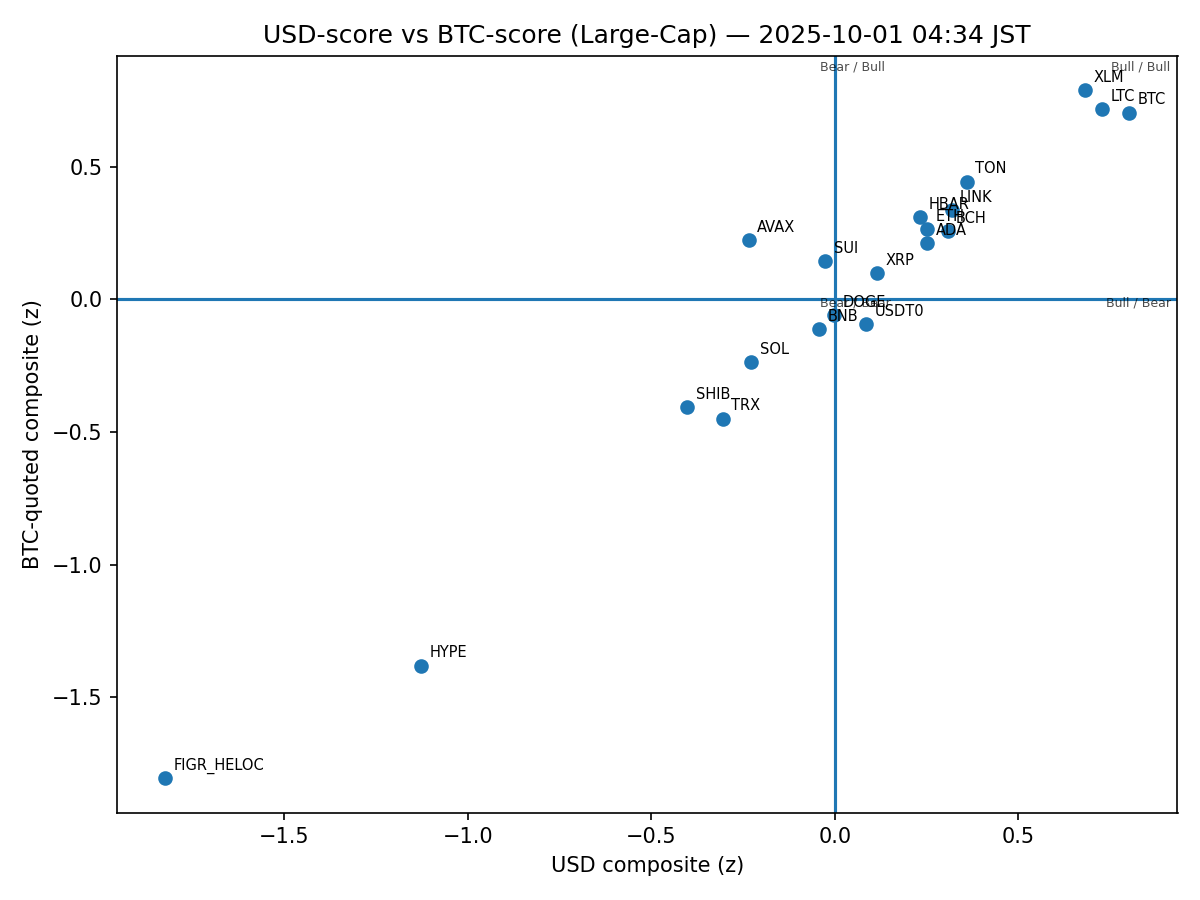 USD-score vs BTC-score (Large-Cap) — 2025-10-01 04:34 JST
Bear / Bull
Bull / Bull
XLM
LTC
BTC
0.5
TON
LINK
HBAR
ETH
BCH
ADA
AVAX
SUI
XRP
0.0
Bear / Bear
Bull / Bear
DOGE
USDT0
BNB
SOL
SHIB
TRX
−0.5
−1.0
HYPE
−1.5
FIGR_HELOC
BTC-quoted composite (z)
−1.5
−1.0
−0.5
0.0
0.5
USD composite (z)